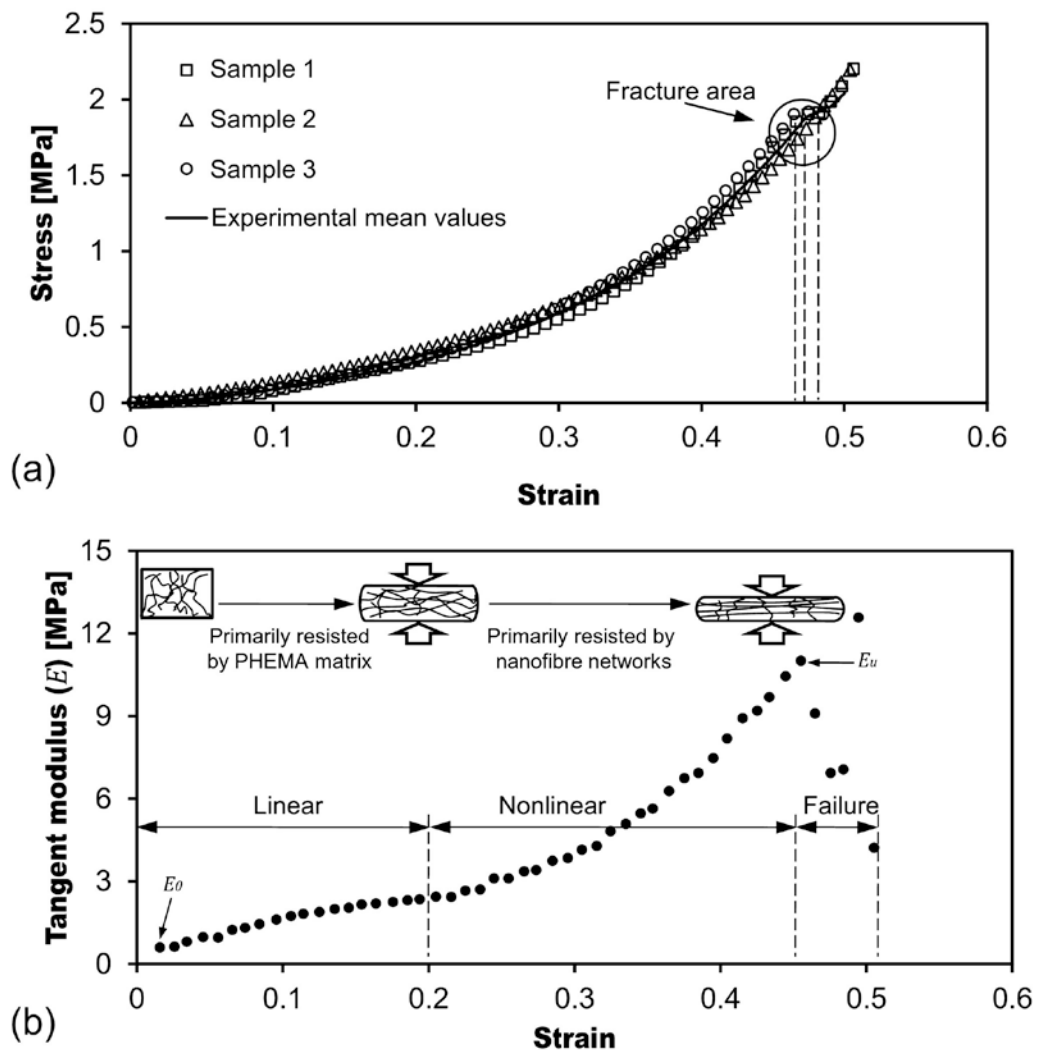 2.5
2
1.5
1
0.5
0
Stress [MPa]
Sample 1
Sample 2
Sample 3
Experimental mean values
Fracture area
0
0.1
0.2
0.3
0.4
0.5
0.6
Strain
(a)
15
12
9
6
3
0
Tangent modulus (E) [MPa]
Primarily resisted
by PHEMA matrix
Primarily resisted by
nanofibre networks
Eu
Linear
Nonlinear
Failure
E0
0
0.1
0.2
0.3
0.4
0.5
0.6
Strain
(b)